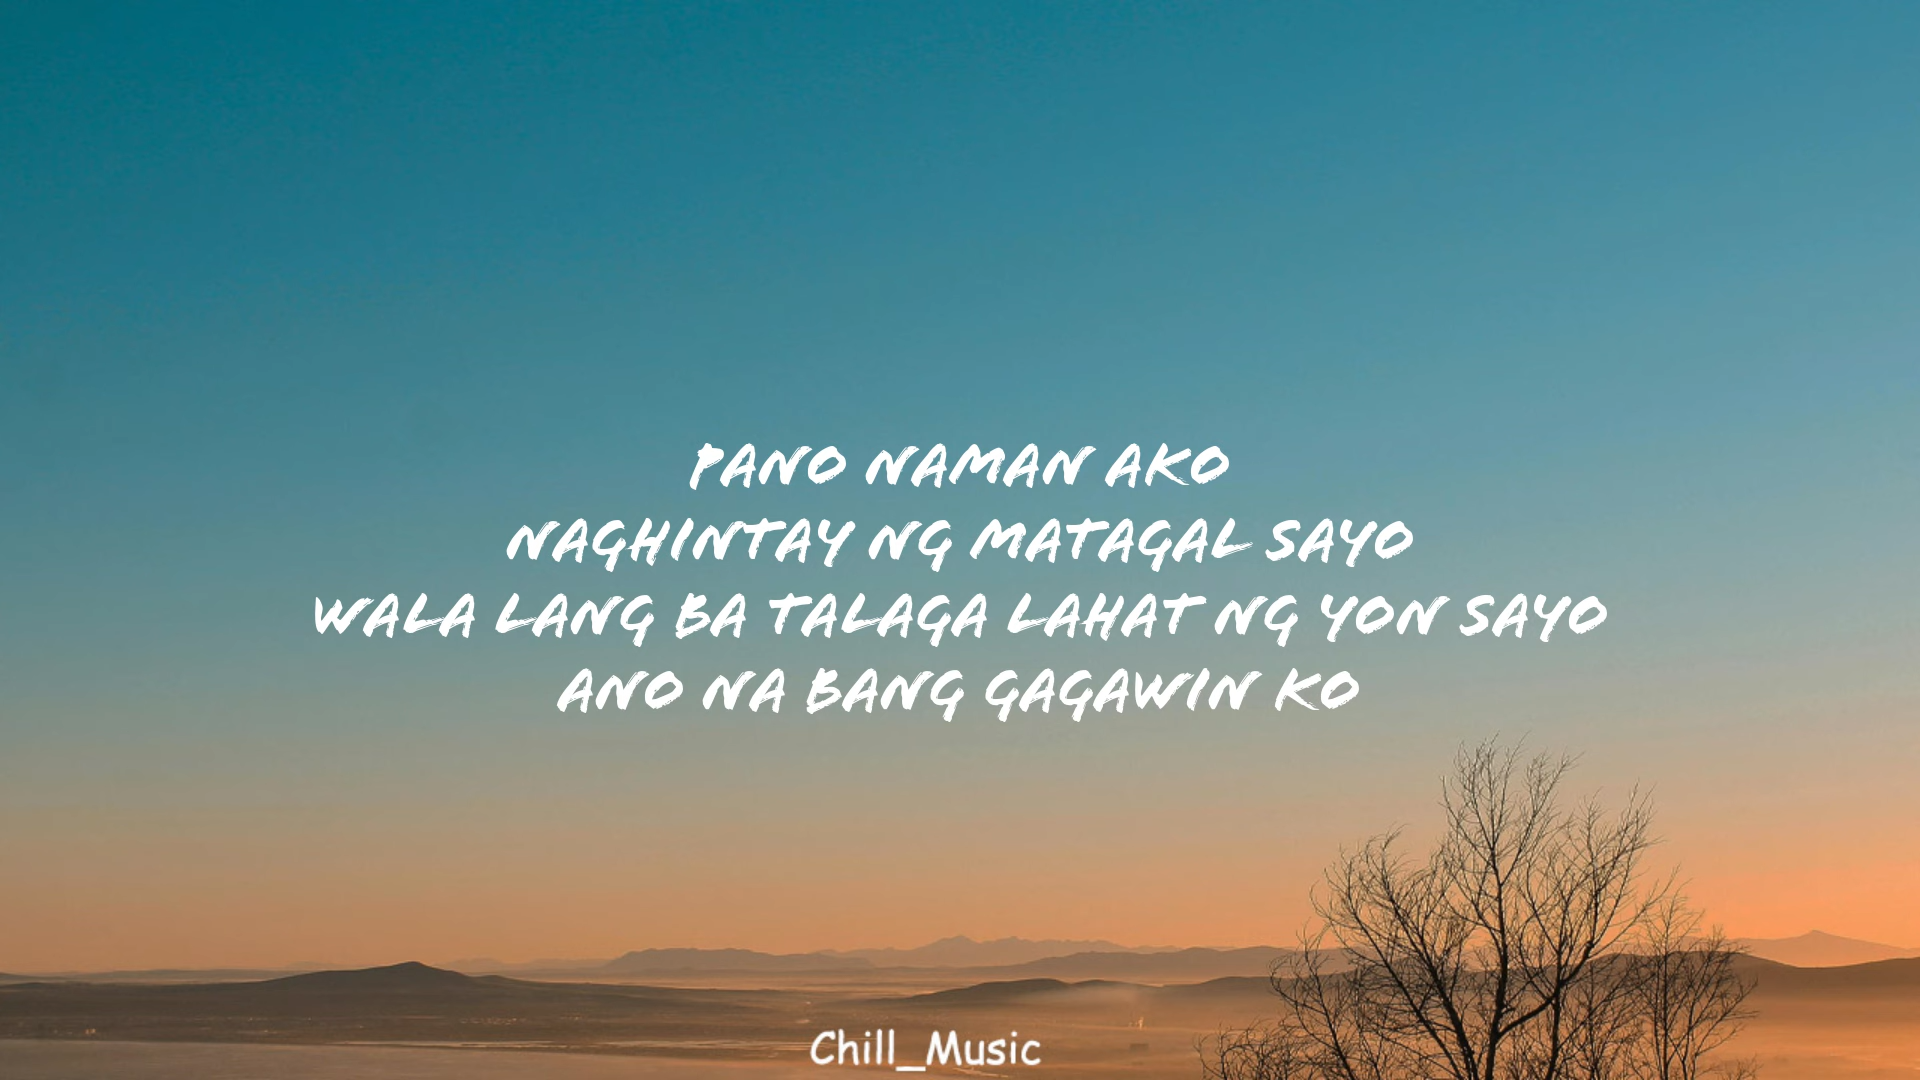 PANO NAMAN AKO
NAGHINTAY NG MATAGAL SAYO
WALA LANG BA TALAGA LAHAT NG YON SAYO
ANO NA BANG GAGAWIN KO
Chill_Music